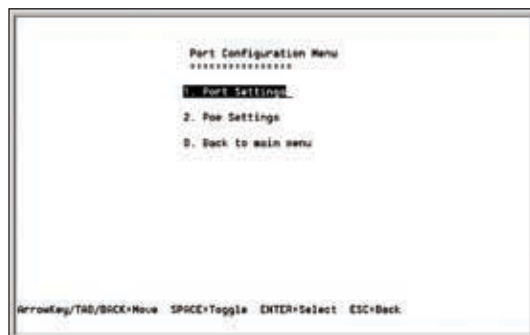 Port Configuration Menu
****************
1. Port Settings
2. Poe Settings
0. Back to main menu
ArrowKey/TAB/BACK=Move SPACE=Toggle ENTER=Select ESC=Back